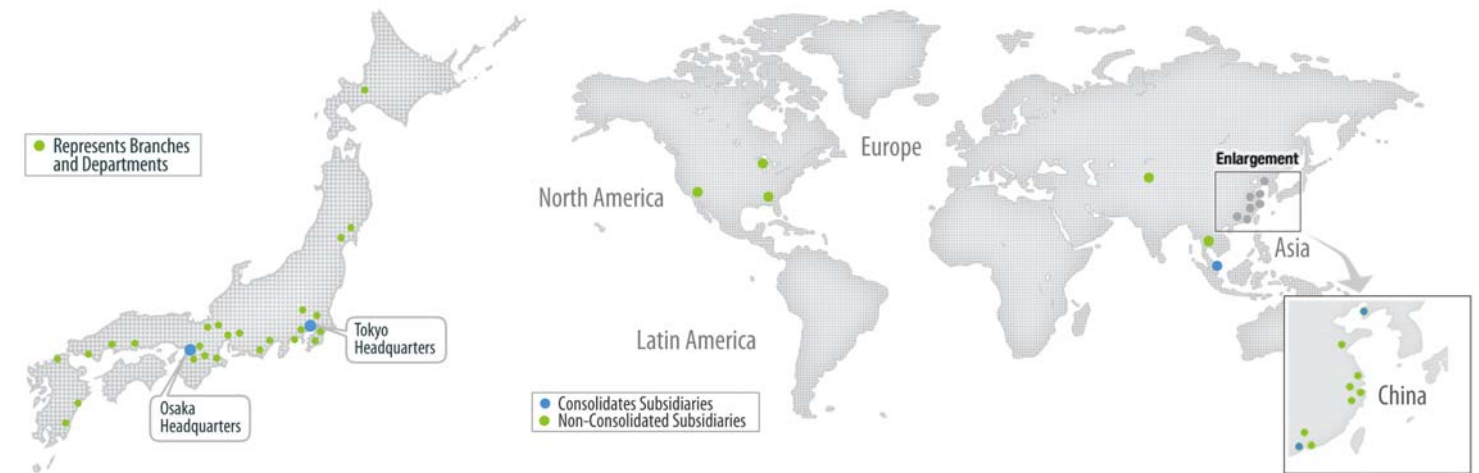 Represents Branches
and Departments
Tokyo
Headquarters
Osaka
Headquarters
North America
Europe
Enlargement
Asia
Latin America
China
Consolidates Subsidiaries
Non-Consolidated Subsidiaries